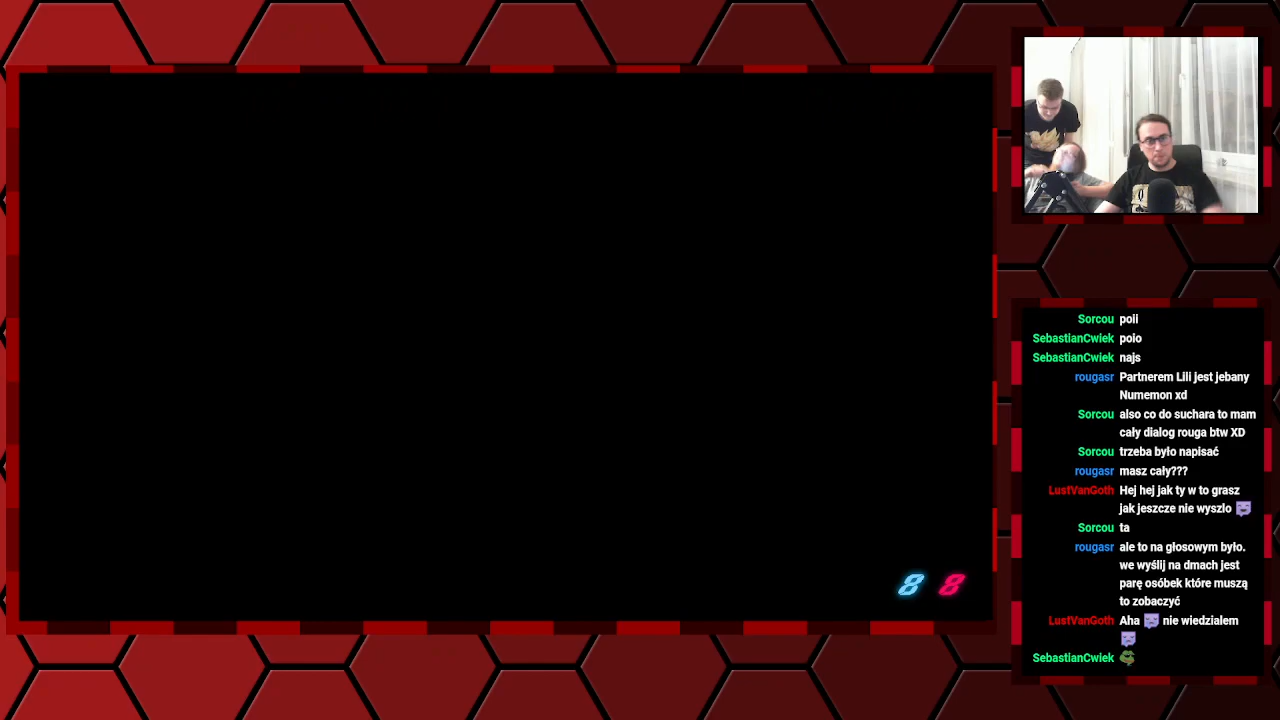 Sorcou poii
SebastianCwiek polo
SebastianCwiek najs
rougasr Partnerem Lili jest jebany
Numemon xd
Sorcou also co do suchara to mam
cały dialog rouga btw XD
Sorcou trzeba było napisać
rougasr masz cały???
LustVanGoth Hej hej jak ty w to grasz
jak jeszcze nie wyszlo
Sorcou ta
rougasr ale to na głosowym było.
we wyślij na dmach jest
parę osóbek które muszą
to zobaczyć
LustVanGoth Aha nie wiedzialem
SebastianCwiek
8 8